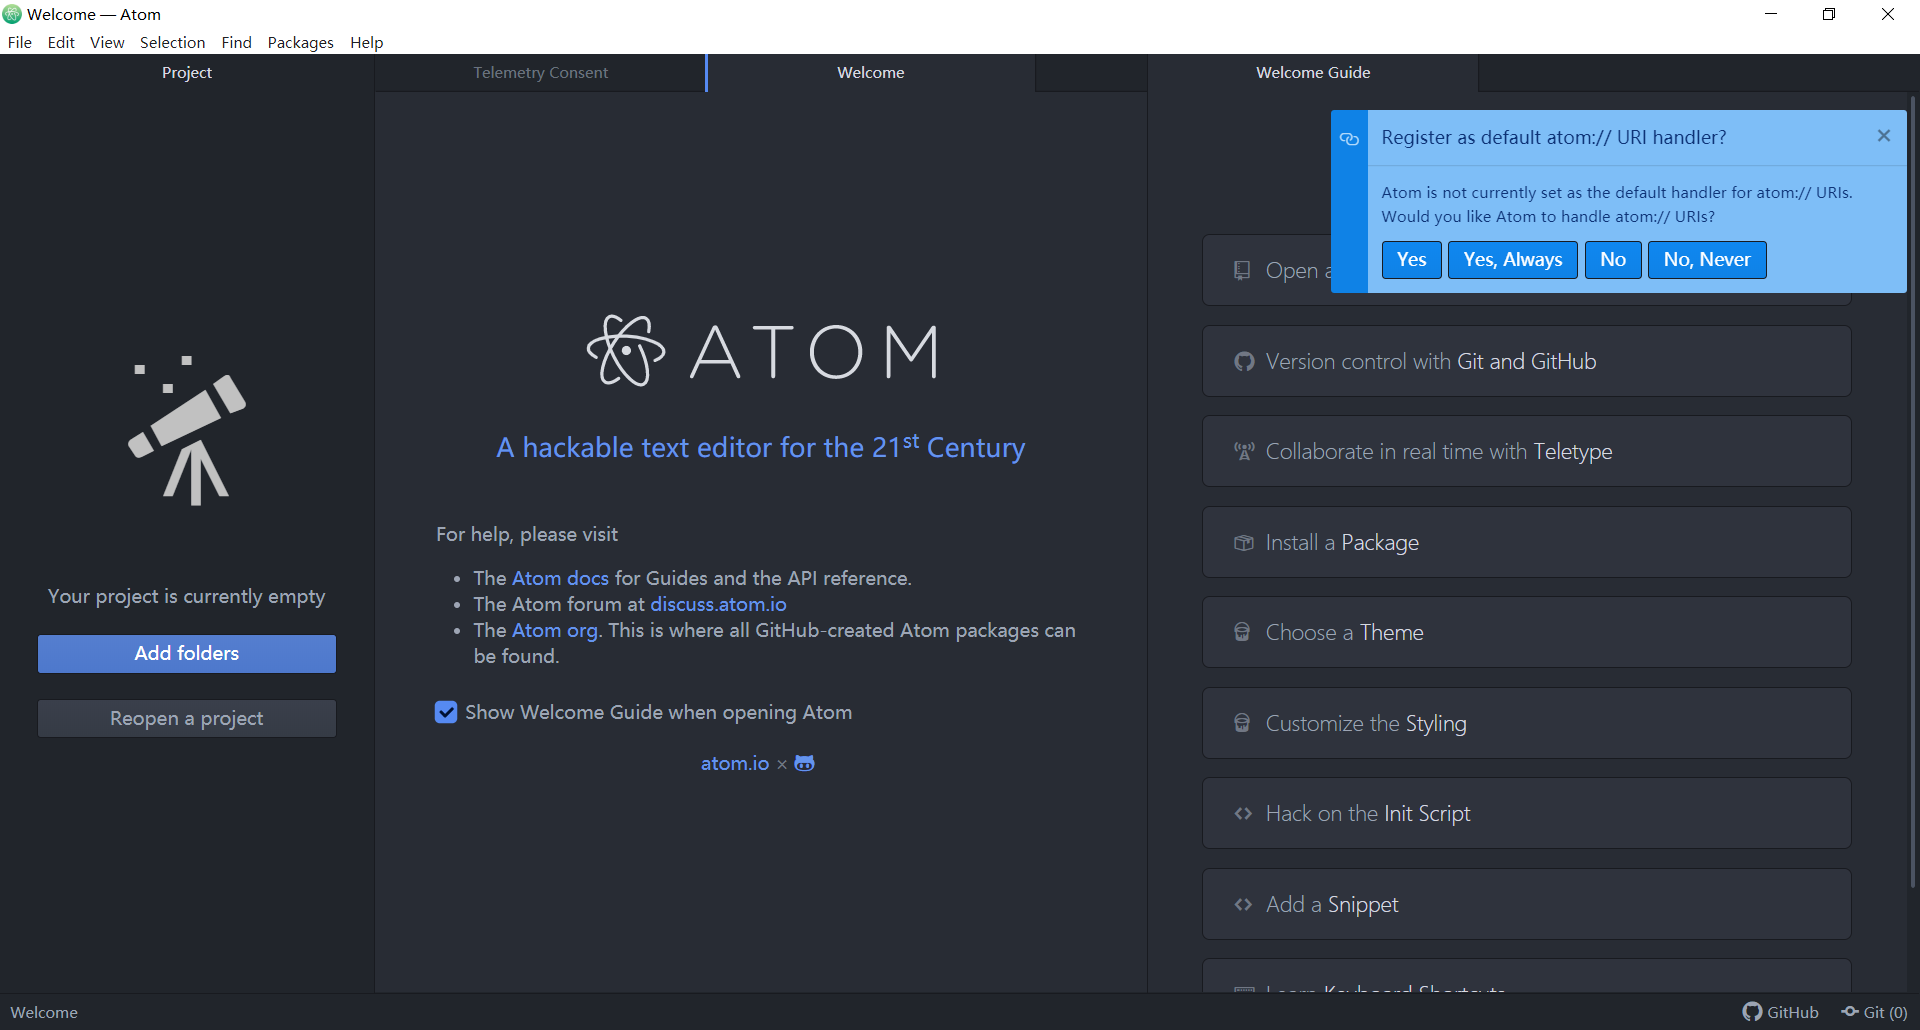 Welcome — Atom
File Edit View Selection Find Packages Help
Project
Telemetry Consent
Welcome
Welcome Guide
Register as default atom:// URI handler?
Atom is not currently set as the default handler for atom:// URIs.
Would you like Atom to handle atom:// URIs?
Yes
Yes, Always
No
No, Never
Your project is currently empty
Add folders
Reopen a project
ATOM
A hackable text editor for the 21st Century
For help, please visit
• The Atom docs for Guides and the API reference.
• The Atom forum at discuss.atom.io
• The Atom org. This is where all GitHub-created Atom packages can
be found.
Show Welcome Guide when opening Atom
atom.io ×
Open
Version control with Git and GitHub
Collaborate in real time with Teletype
Install a Package
Choose a Theme
Customize the Styling
Hack on the Init Script
Add a Snippet
Learn Keyboard Shortcuts
Welcome
GitHub
Git (0)